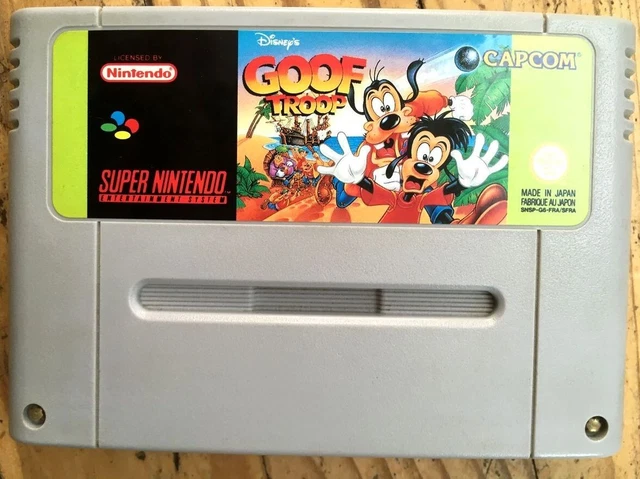 LICENSED BY
Nintendo
SUPER NINTENDO
ENTERTAINMENT SYSTEM
Disney's
GOOF
TROOP
CAPCOM
MADE IN JAPAN
FABRIQUE AU JAPON
SNSP-G6-FRA/SFRA